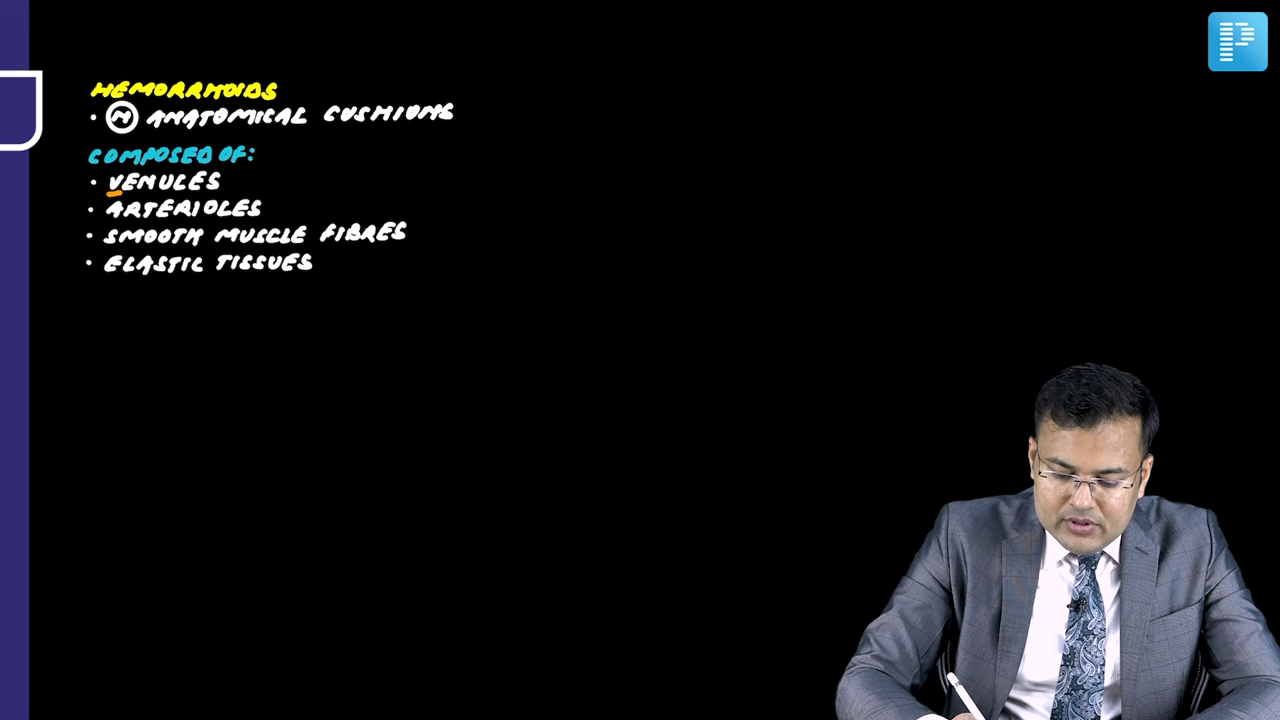 HEMORRHOIDS
• N ANATOMICAL CUSHIONS
COMPOSED OF:
• VENULES
• ARTERIOLES
• SMOOTH MUSCLE FIBRES
• ELASTIC TISSUES